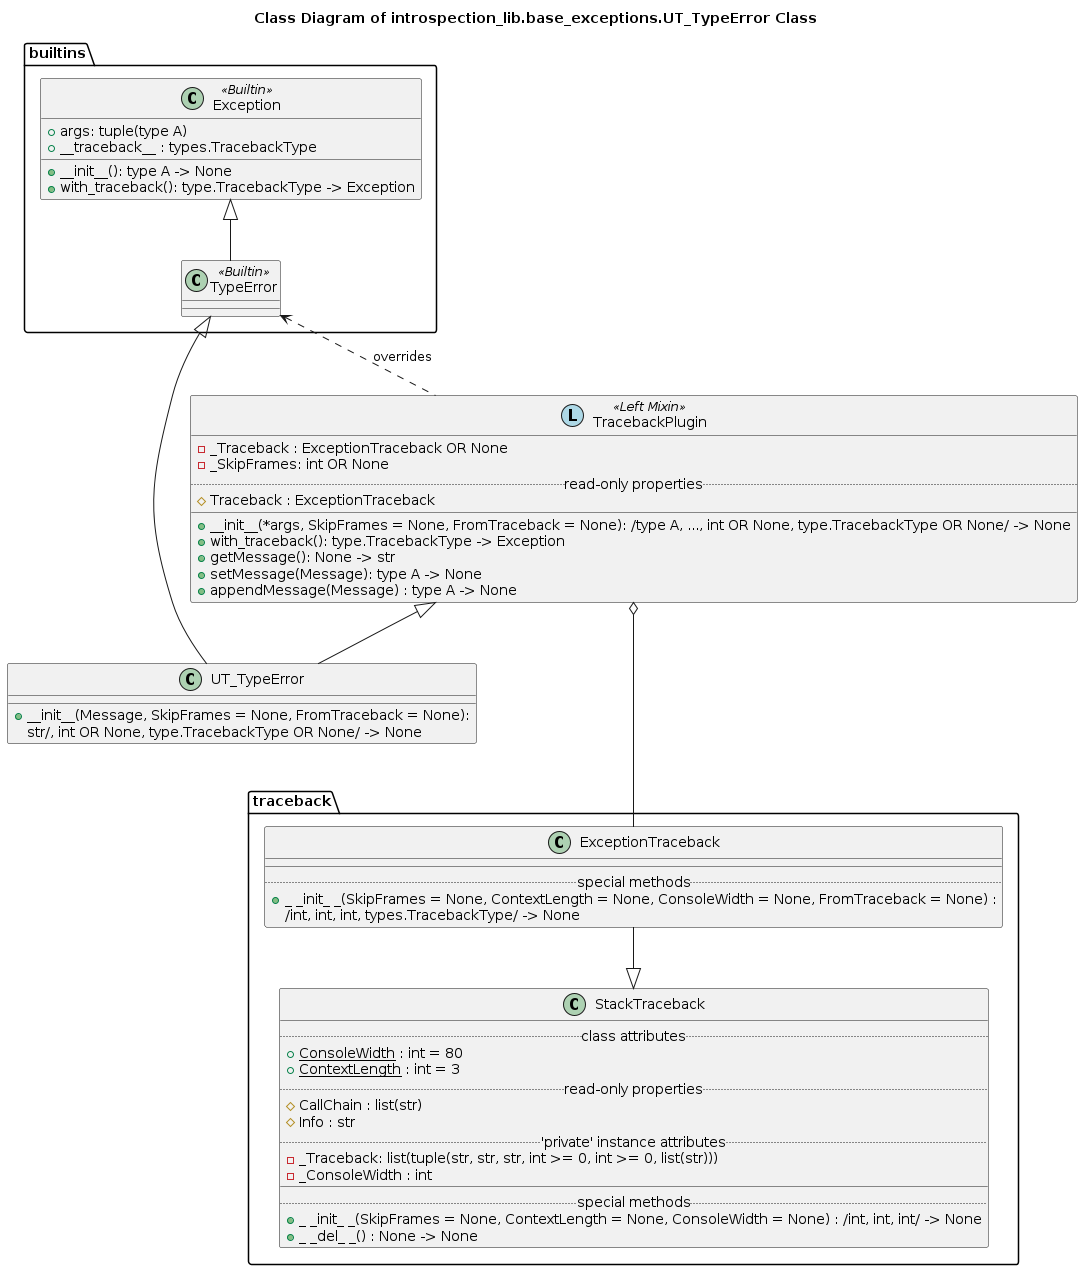 Class Diagram of introspection_lib.base_exceptions.UT_TypeError Class
builtins
C
«Builtin»
Exception
args: tuple(type A)
__traceback__ : types.TracebackType
__init__(): type A -> None
with_traceback(): type.TracebackType -> Exception
C
«Builtin»
TypeError
overrides
L
«Left Mixin»
TracebackPlugin
_Traceback : ExceptionTraceback OR None
_SkipFrames: int OR None
read-only properties
Traceback : ExceptionTraceback
__init__(*args, SkipFrames = None, FromTraceback = None): /type A, ..., int OR None, type.TracebackType OR None/ -> None
with_traceback(): type.TracebackType -> Exception
getMessage(): None -> str
setMessage(Message): type A -> None
appendMessage(Message) : type A -> None
C
UT_TypeError
__init__(Message, SkipFrames = None, FromTraceback = None):
str/, int OR None, type.TracebackType OR None/ -> None
traceback
C
ExceptionTraceback
special methods
_ _init_ _(SkipFrames = None, ContextLength = None, ConsoleWidth = None, FromTraceback = None) :
/int, int, int, types.TracebackType/ -> None
C
StackTraceback
class attributes
ConsoleWidth : int = 80
ContextLength : int = 3
read-only properties
CallChain : list(str)
Info : str
'private' instance attributes
_Traceback: list(tuple(str, str, str, int >= 0, int >= 0, list(str)))
_ConsoleWidth : int
special methods
_ _init_ _(SkipFrames = None, ContextLength = None, ConsoleWidth = None) : /int, int, int/ -> None
_ _del_ _() : None -> None